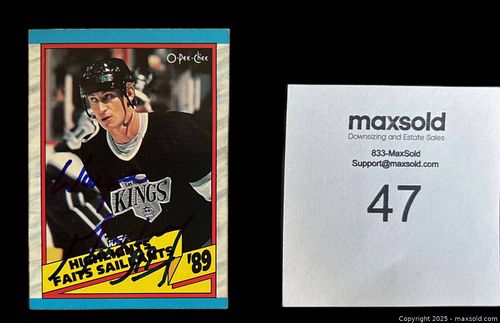 O-Pee-Chee
KINGS
HIGHLIGHTS
FAITS SAILLANTS
'89
maxsold
Downsizing and Estate Sales
833-MaxSold
Support@maxsold.com
47
Copyright © 2025 - maxsold.com